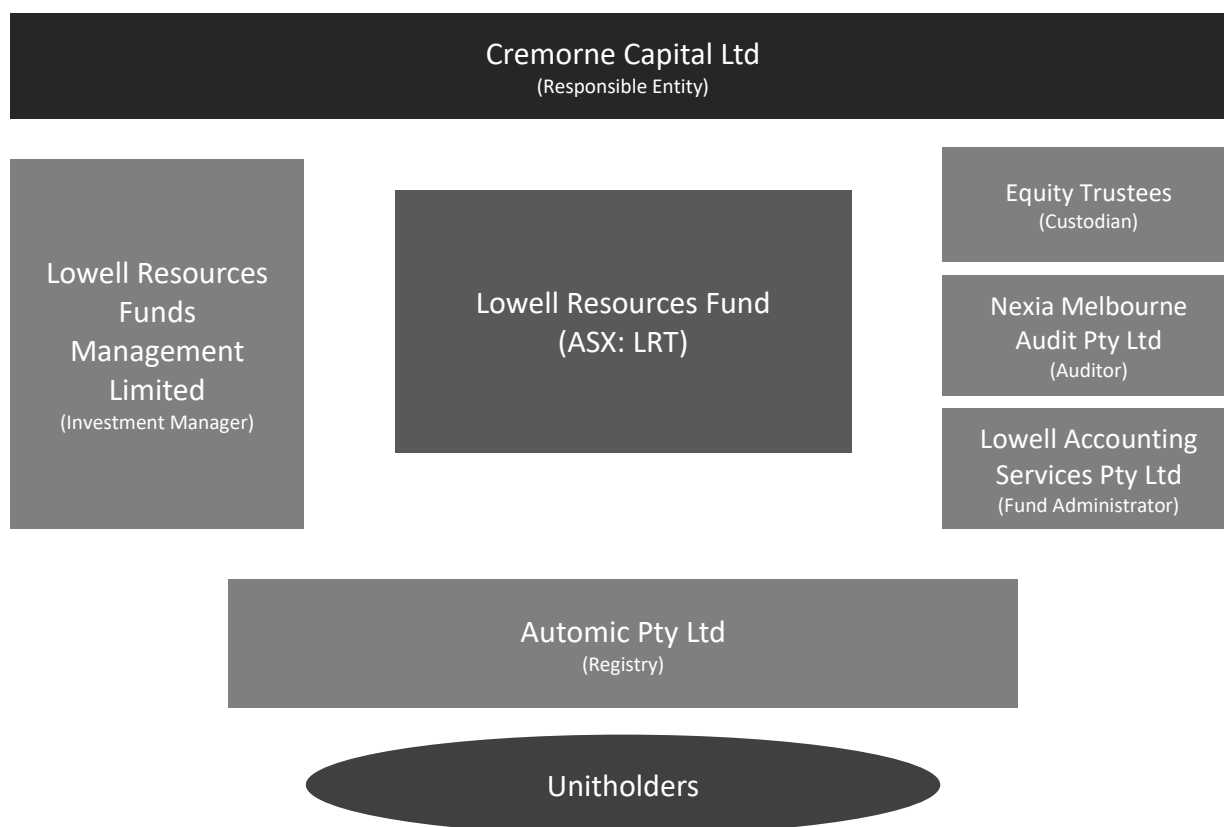 Cremorne Capital Ltd
(Responsible Entity)
Lowell Resources
Funds
Management
Limited
(Investment Manager)
Lowell Resources Fund
(ASX: LRT)
Equity Trustees
(Custodian)
Nexia Melbourne
Audit Pty Ltd
(Auditor)
Lowell Accounting
Services Pty Ltd
(Fund Administrator)
Automic Pty Ltd
(Registry)
Unitholders